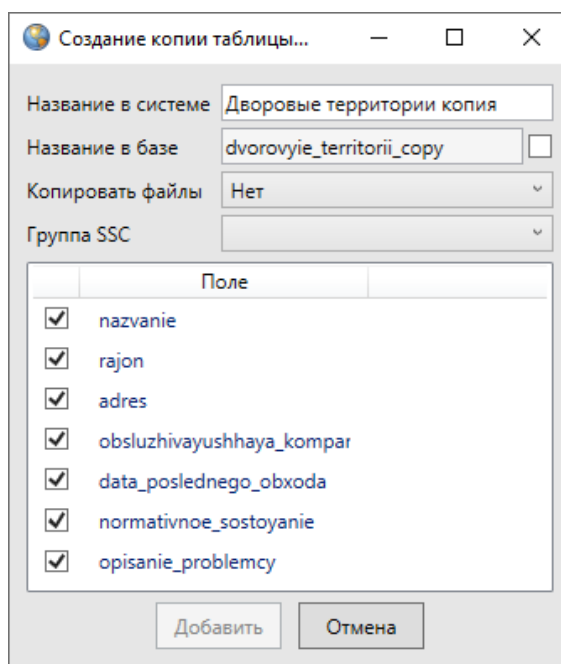 Создание копии таблицы...
Название в системе Дворовые территории копия
Название в базе dvorovyie_territorii_copy
Копировать файлы Нет
Группа SSC
Поле
nazvanie
rajon
adres
obsluzhivayushhaya_kompar
data_poslednego_obxoda
normativnoe_sostoyanie
opisanie_problemcy
Добавить Отмена